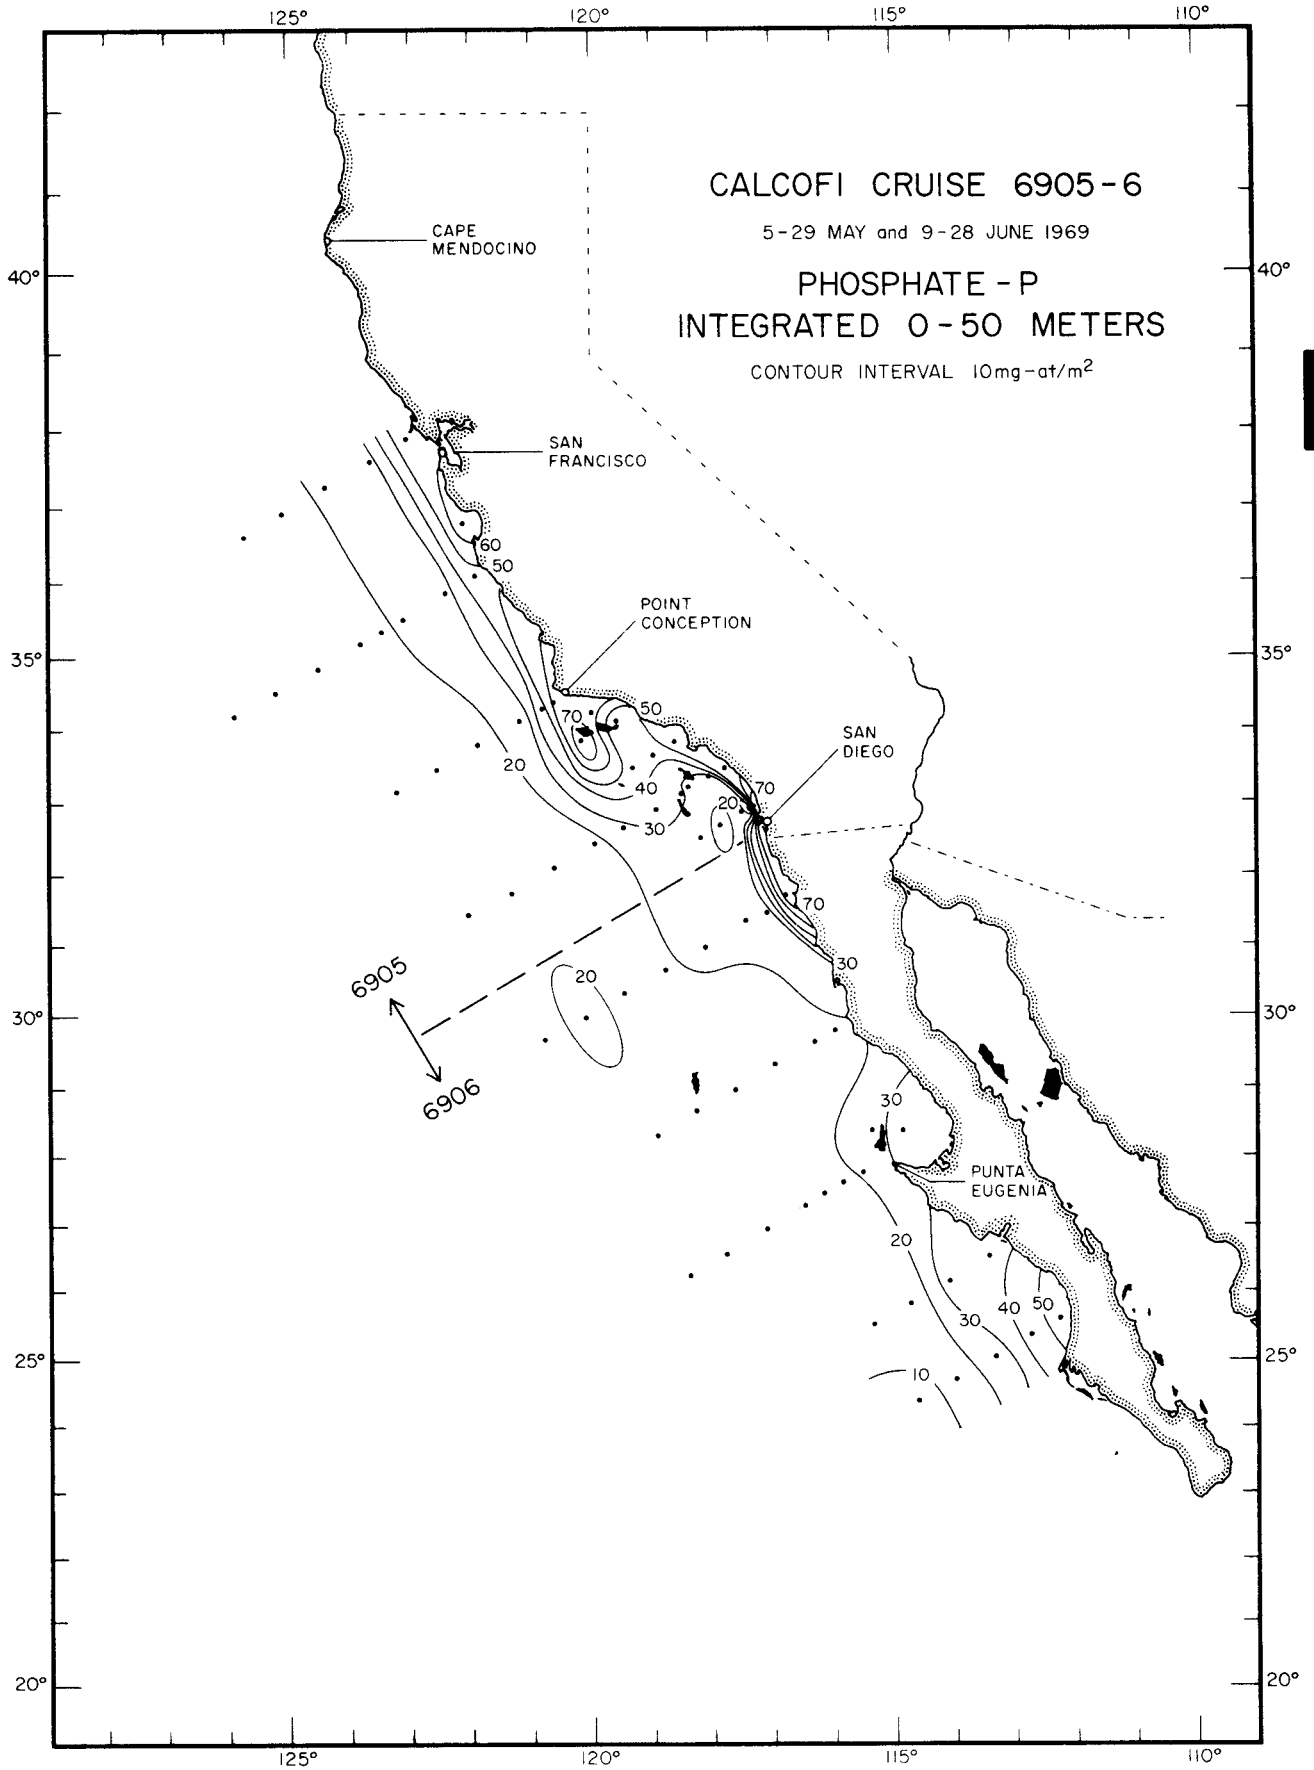 125° 120° 115° 110°
CALCOFI CRUISE 6905-6
5-29 MAY and 9-28 JUNE 1969
PHOSPHATE-P
INTEGRATED 0-50 METERS
CONTOUR INTERVAL 10mg-at/m²
CAPE
MENDOCINO
40° 40°
SAN
FRANCISCO
60
50
POINT
CONCEPTION
35° 35°
70
50
SAN
DIEGO
20
40
70
20
30
70
30
6905
20
30° 30°
6906
30
PUNTA
EUGENIA
20
40
50
30
25° 25°
10
20° 20°
125° 120° 115° 110°